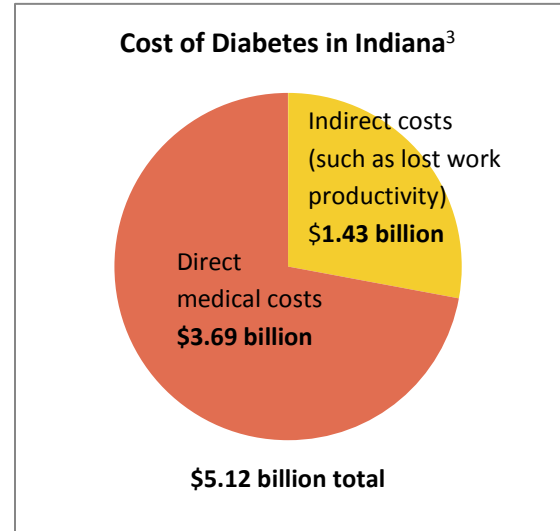 Cost of Diabetes in Indiana³
Indirect costs
(such as lost work
productivity)
$1.43 billion
Direct
medical costs
$3.69 billion
$5.12 billion total